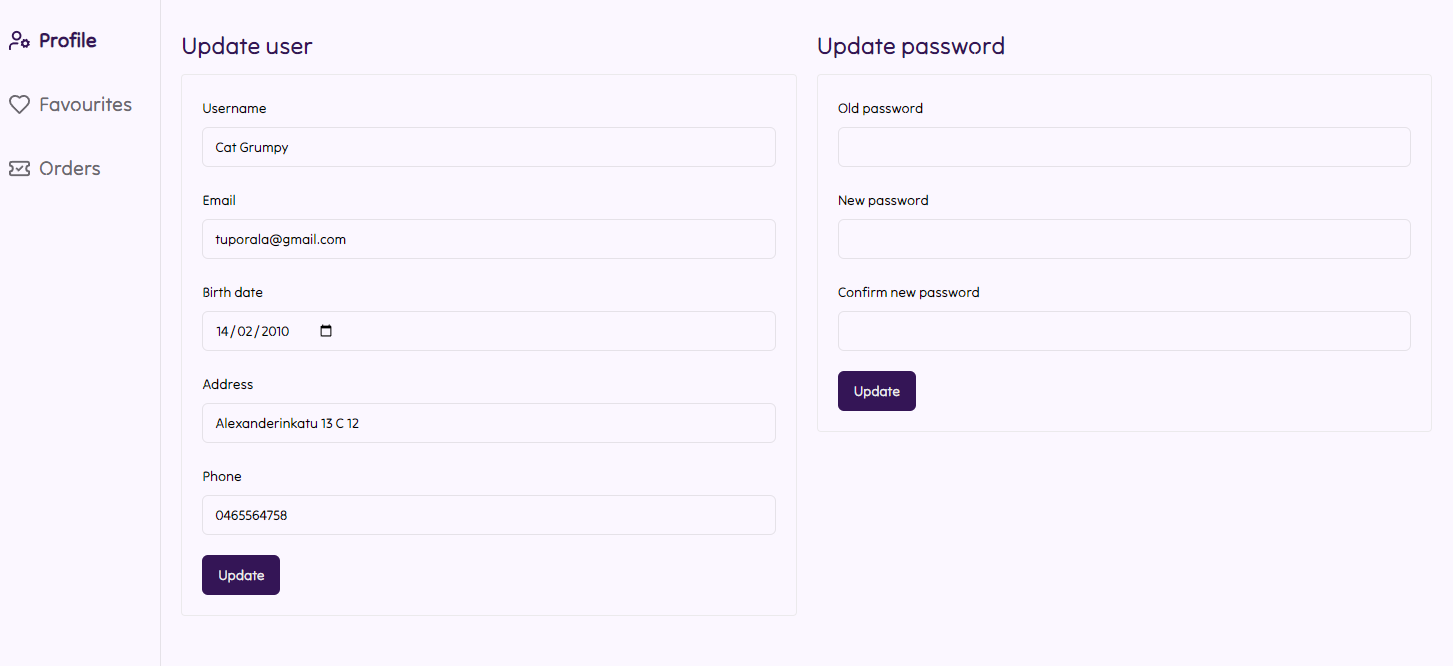 Profile
Favourites
Orders
Update user
Username
Cat Grumpy
Email
tuporala@gmail.com
Birth date
14/02/2010
Address
Alexanderinkatu 13 C 12
Phone
0465564758
Update
Update password
Old password
New password
Confirm new password
Update